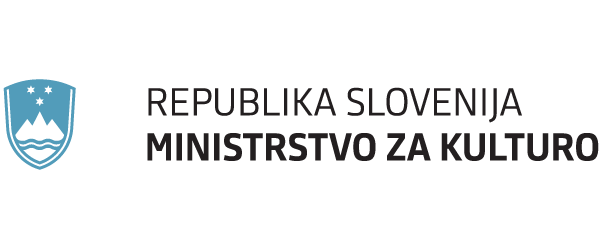 REPUBLIKA SLOVENIJA
MINISTRSTVO ZA KULTURO